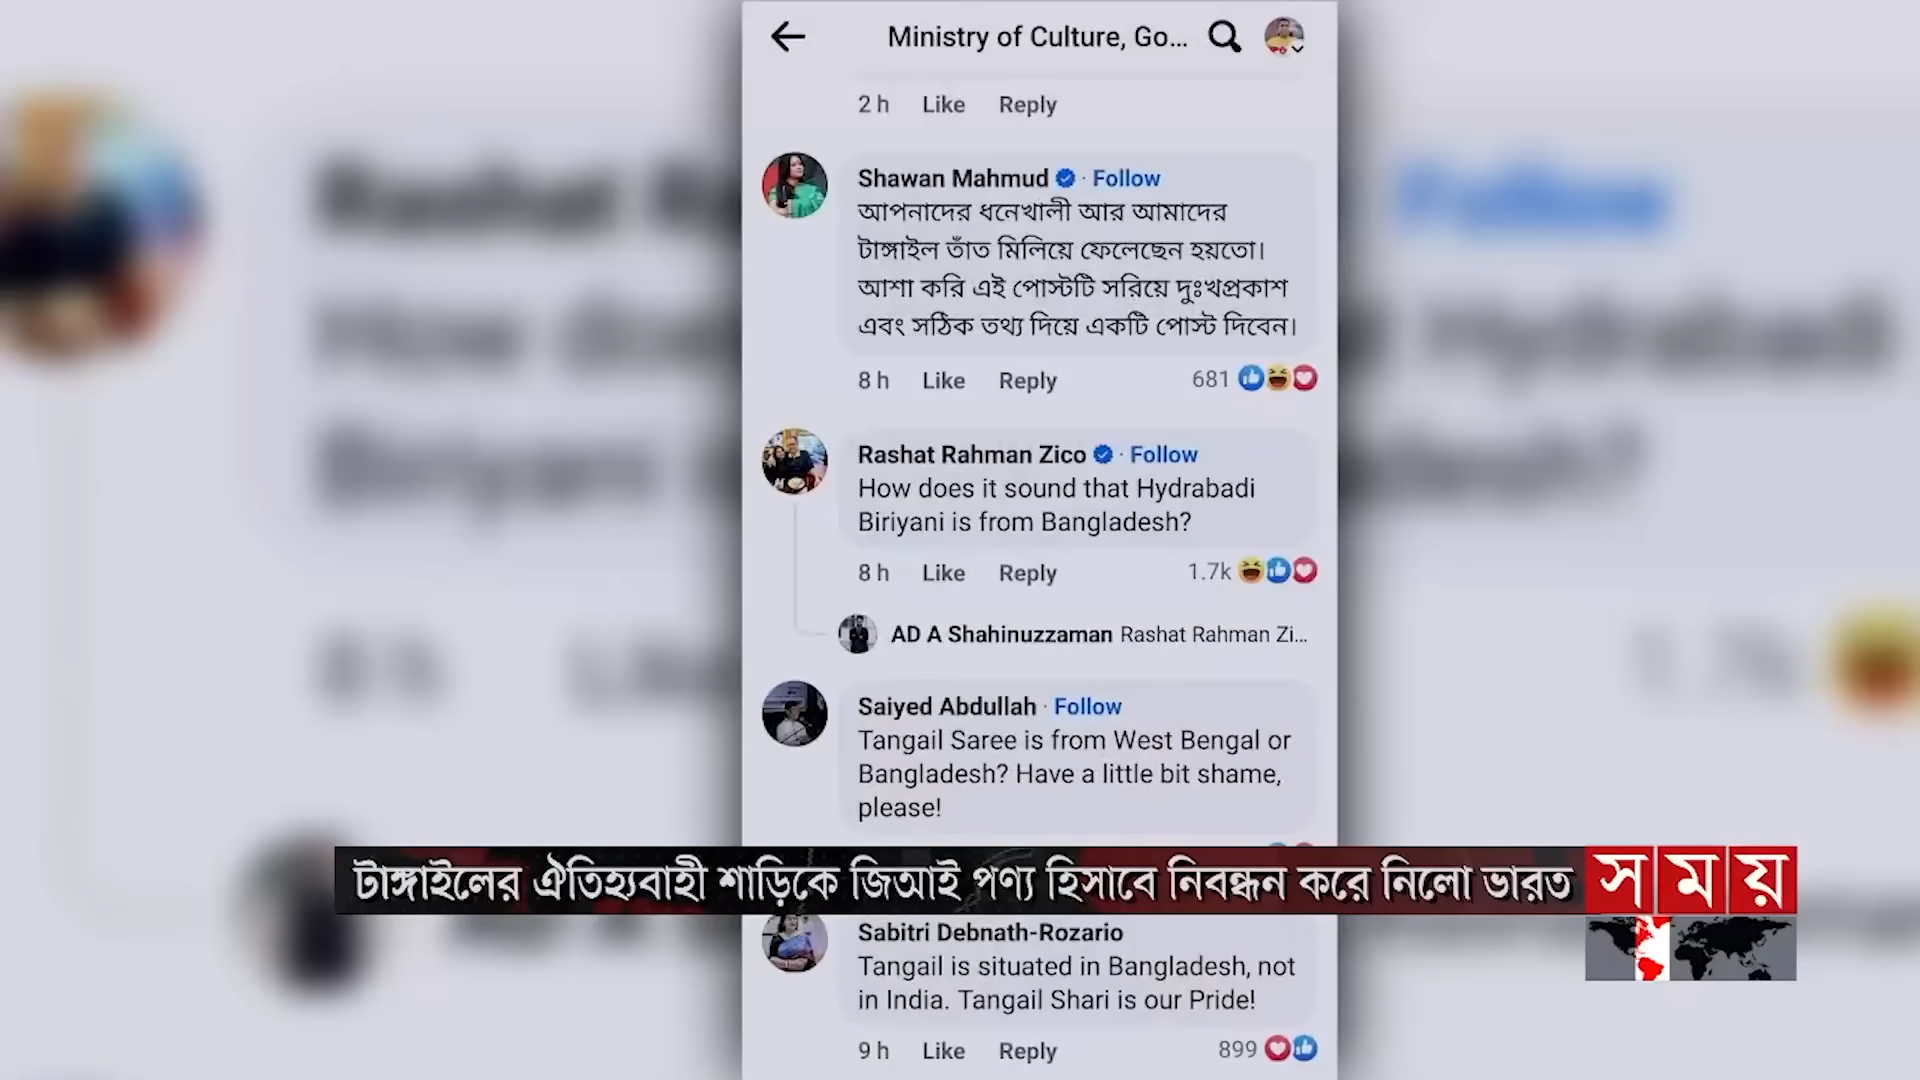 Ministry of Culture, Go...
2 h Like Reply
Shawan Mahmud · Follow
আপনাদের ধনেখালী আর আমাদের
টাঙ্গাইল তাঁত মিলিয়ে ফেলেছেন হয়তো।
আশা করি এই পোস্টটি সরিয়ে দুঃখপ্রকাশ
এবং সঠিক তথ্য দিয়ে একটি পোস্ট দিবেন।
8 h Like Reply 681
Rashat Rahman Zico · Follow
How does it sound that Hydrabadi
Biriyani is from Bangladesh?
8 h Like Reply 1.7k
AD A Shahinuzzaman Rashat Rahman Zi...
Saiyed Abdullah · Follow
Tangail Saree is from West Bengal or
Bangladesh? Have a little bit shame,
please!
টাঙ্গাইলের ঐতিহ্যবাহী শাড়িকে জিআই পণ্য হিসাবে নিবন্ধন করে নিলো ভারত
সময়
Sabitri Debnath-Rozario
Tangail is situated in Bangladesh, not
in India. Tangail Shari is our Pride!
9 h Like Reply 899